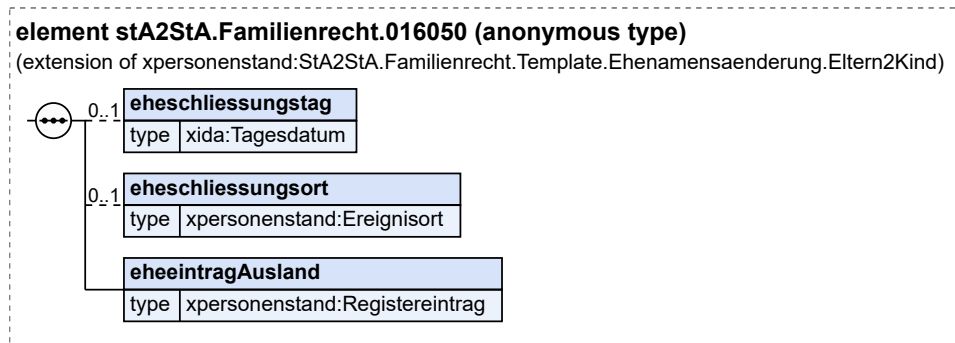 element stA2StA.Familienrecht.016050 (anonymous type)
(extension of xpersonenstand:StA2StA.Familienrecht.Template.Ehenamensaenderung.Eltern2Kind)
0..1 eheschliessungstag
type xida:Tagesdatum
0..1 eheschliessungsort
type xpersonenstand:Ereignisort
eheeintragAusland
type xpersonenstand:Registereintrag